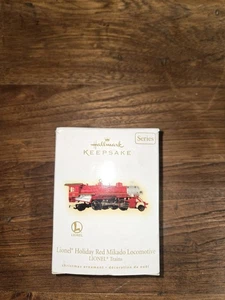 Hallmark
KEEPSAKE
Series
Lionel® Holiday Red Mikado Locomotive
LIONEL® Trains